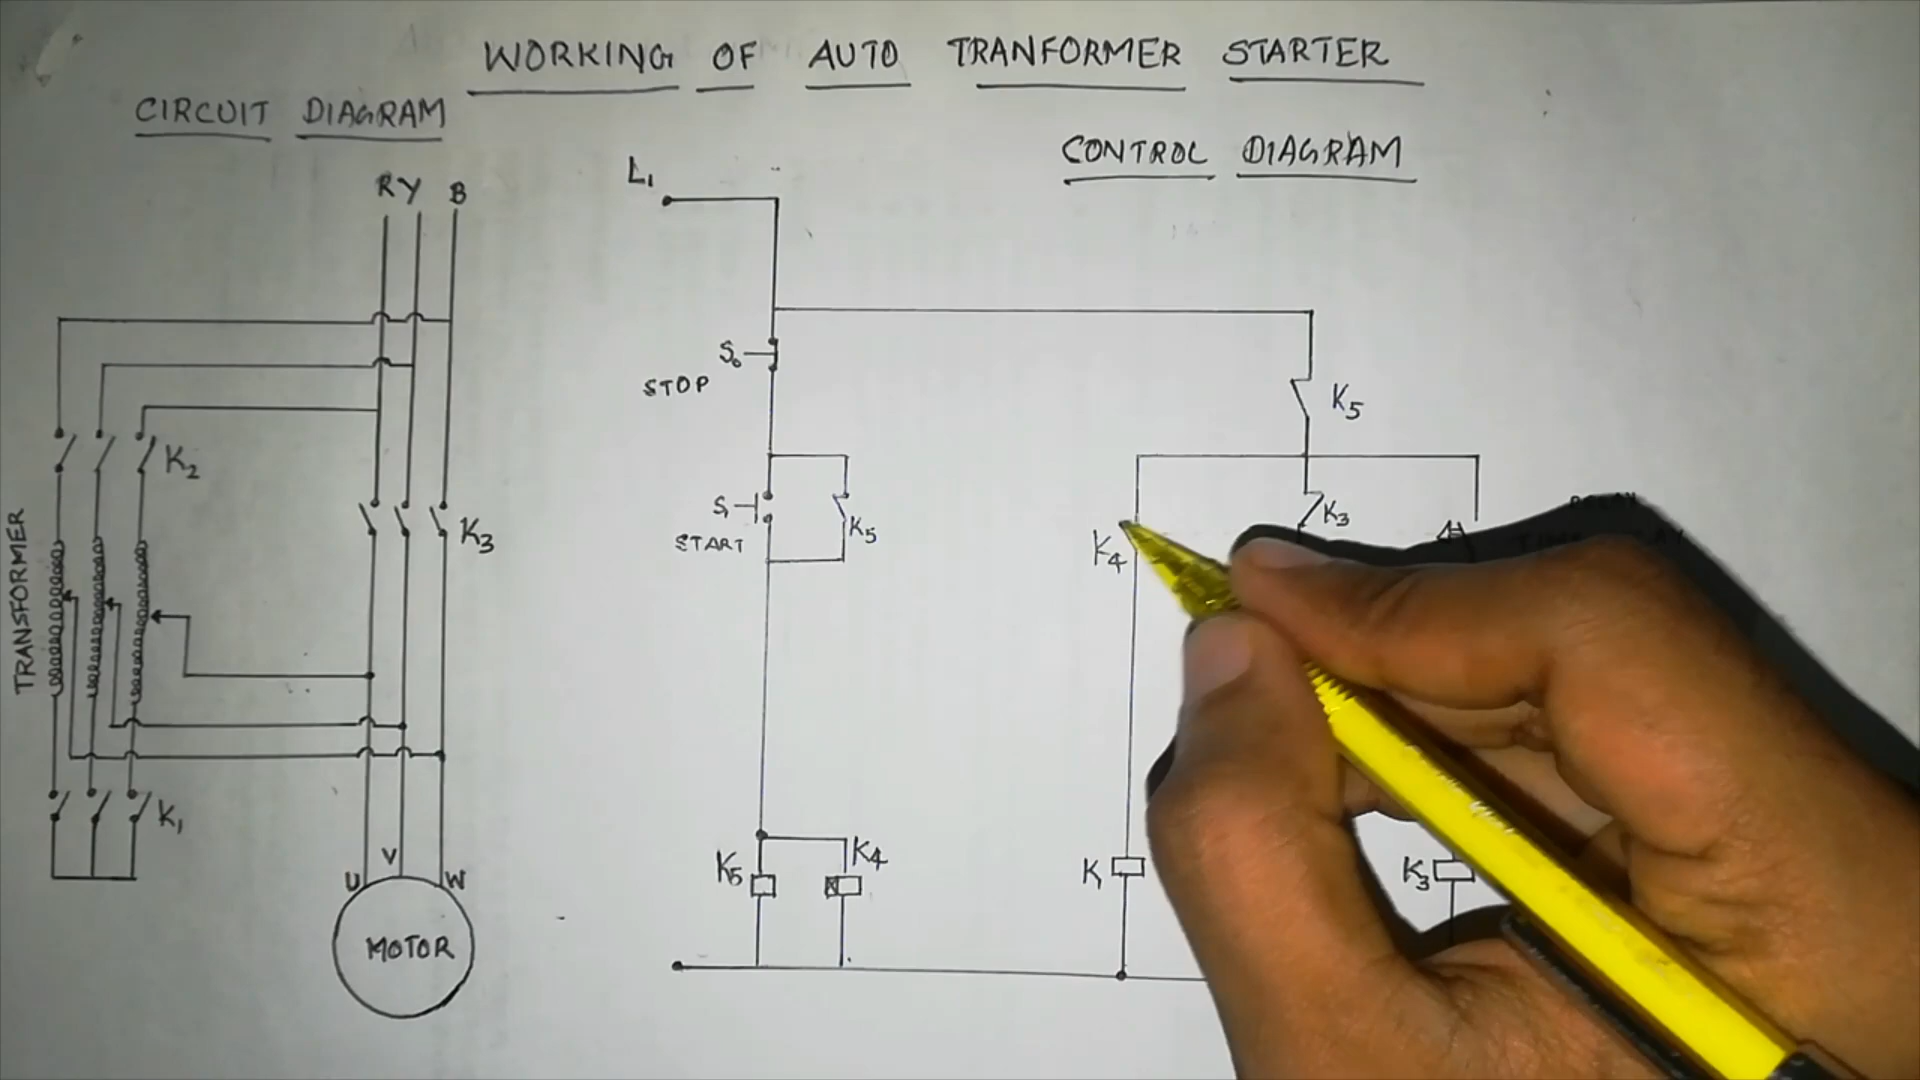 WORKING OF AUTO TRANFORMER STARTER
CIRCUIT DIAGRAM
CONTROL DIAGRAM
R Y B
L1
S0
STOP
K5
K2
S1
START
K5
K3
K3
K4
TRANSFORMER
K1
U V W
MOTOR
K5
K4
K1
K3